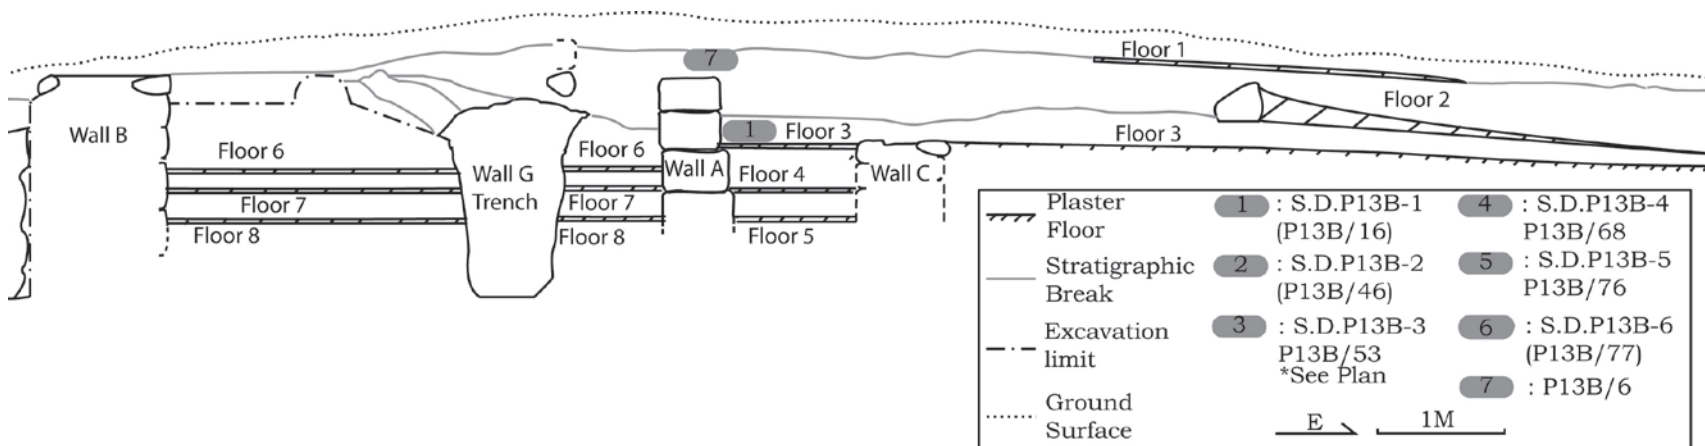 7
Floor 1
Floor 2
Wall B
1
Floor 3
Floor 3
Floor 6
Floor 6
Wall G
Trench
Wall A
Floor 4
Wall C
Floor 7
Floor 7
Floor 8
Floor 8
Floor 5
Plaster
Floor
Stratigraphic
Break
Excavation
limit
Ground
Surface
1 : S.D.P13B-1
(P13B/16)
2 : S.D.P13B-2
(P13B/46)
3 : S.D.P13B-3
P13B/53
*See Plan
4 : S.D.P13B-4
P13B/68
5 : S.D.P13B-5
P13B/76
6 : S.D.P13B-6
(P13B/77)
7 : P13B/6
E
1M